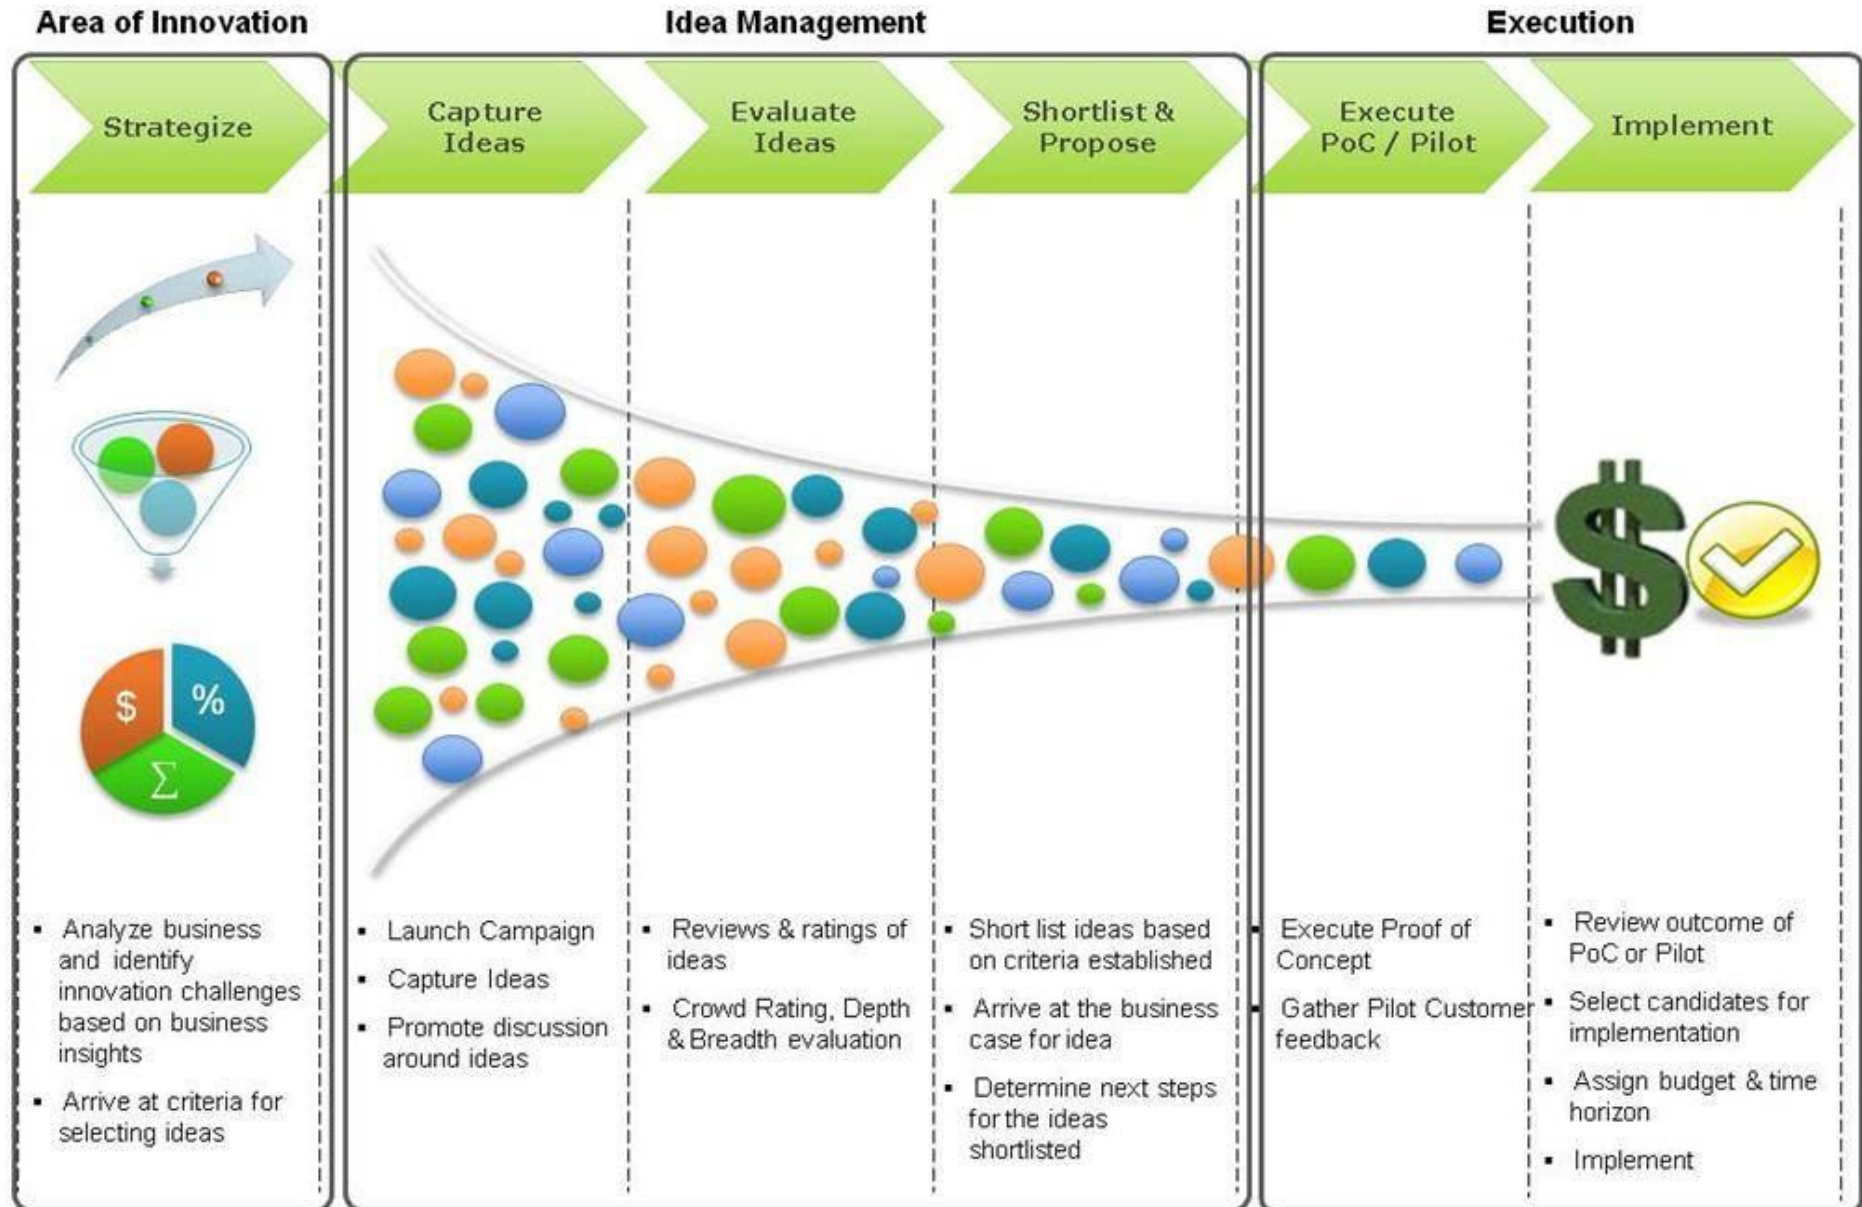 Area of Innovation
Idea Management
Execution
Strategize
Capture
Ideas
Evaluate
Ideas
Shortlist &
Propose
Execute
PoC / Pilot
Implement
$
%
Σ
$
▪ Analyze business
and identify
innovation challenges
based on business
insights
▪ Arrive at criteria for
selecting ideas
▪ Launch Campaign
▪ Capture Ideas
▪ Promote discussion
around ideas
▪ Reviews & ratings of
ideas
▪ Crowd Rating, Depth
& Breadth evaluation
▪ Short list ideas based
on criteria established
▪ Arrive at the business
case for idea
▪ Determine next steps
for the ideas
shortlisted
▪ Execute Proof of
Concept
▪ Gather Pilot Customer
feedback
▪ Review outcome of
PoC or Pilot
▪ Select candidates for
implementation
▪ Assign budget & time
horizon
▪ Implement